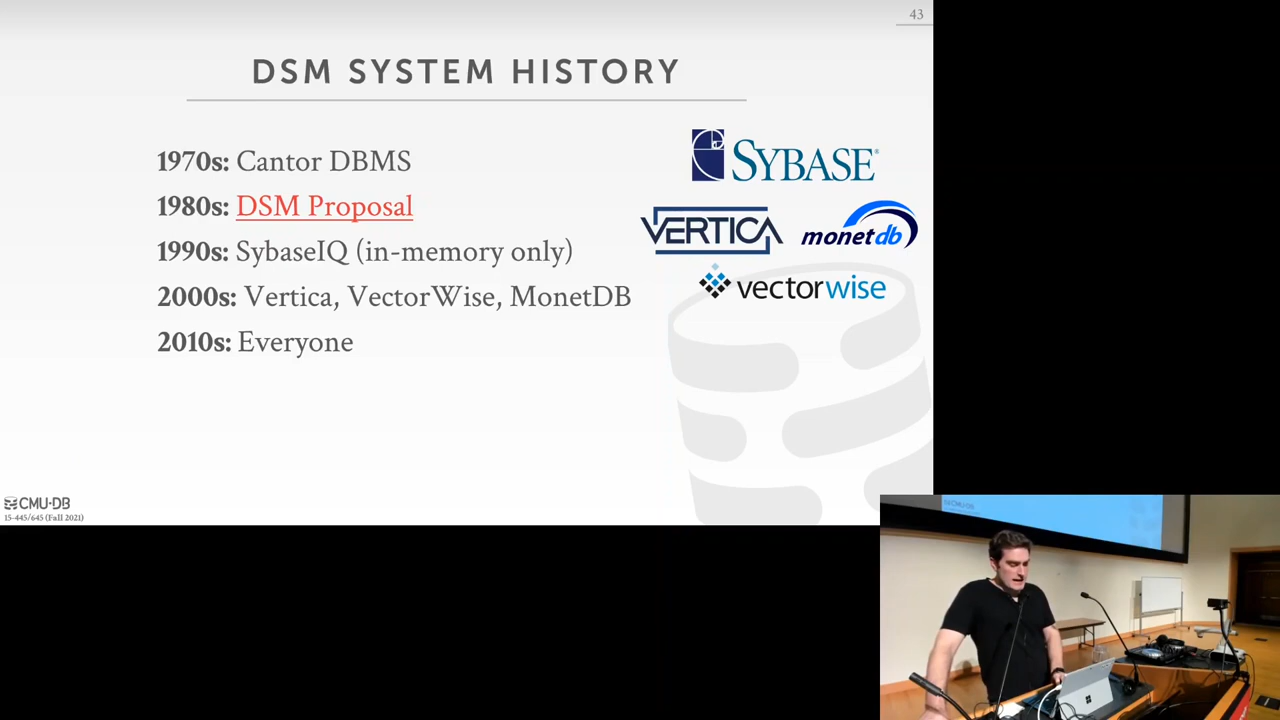 43
DSM SYSTEM HISTORY
1970s: Cantor DBMS
1980s: DSM Proposal
1990s: SybaseIQ (in-memory only)
2000s: Vertica, VectorWise, MonetDB
2010s: Everyone
SYBASE®
VERTICA
monetdb
vectorwise
CMU·DB
15-445/645 (Fall 2021)